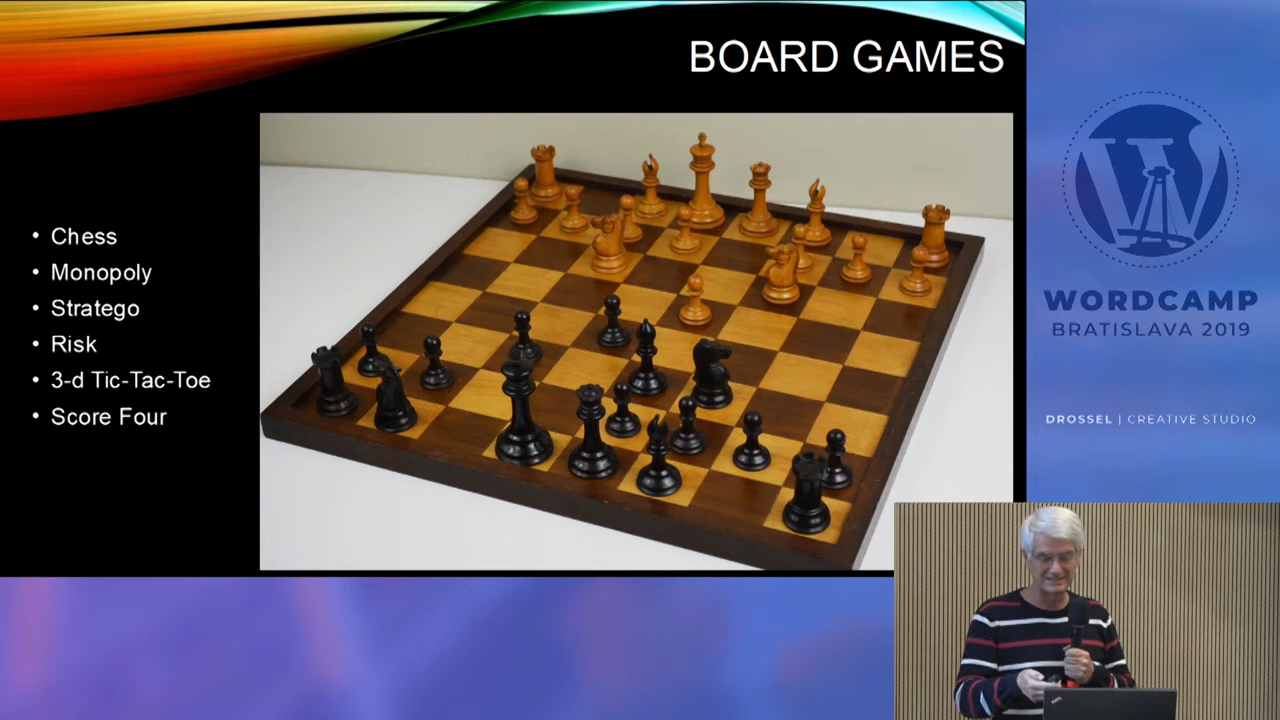 BOARD GAMES
• Chess
• Monopoly
• Stratego
• Risk
• 3-d Tic-Tac-Toe
• Score Four
WORDCAMP
BRATISLAVA 2019
DROSSEL | CREATIVE STUDIO